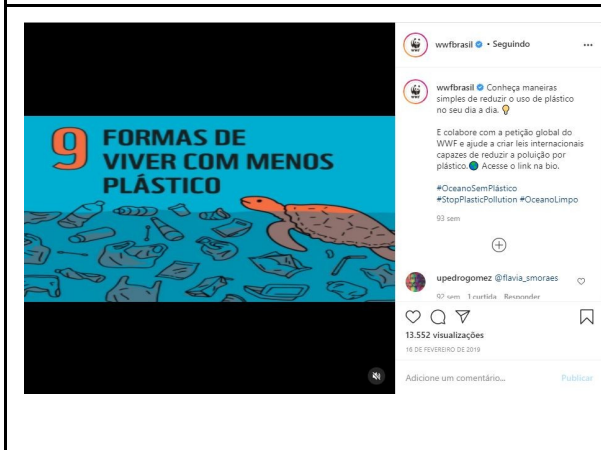 9 FORMAS DE
VIVER COM MENOS
PLÁSTICO
wwfbrasil • Seguindo
wwfbrasil Conheça maneiras
simples de reduzir o uso de plástico
no seu dia a dia.
E colabore com a petição global do
WWF e ajude a criar leis internacionais
capazes de reduzir a poluição por
plástico. Acesse o link na bio.
#OceanoSemPlástico
#StopPlasticPollution #OceanoLimpo
93 sem
upedrogomez @flavia_smoraes
92 sem 1 curtida Responder
13.552 visualizações
16 DE FEVEREIRO DE 2019
Adicione um comentário... Publicar